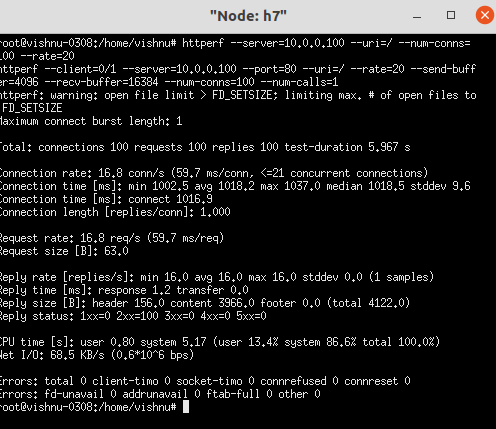 "Node: h7"
root@vishnu-0308:/home/vishnu# httperf --server=10.0.0.100 --uri=/ --num-conns=
100 --rate=20
httperf --client=0/1 --server=10.0.0.100 --port=80 --uri=/ --rate=20 --send-buff
er=4096 --recv-buffer=16384 --num-conns=100 --num-calls=1
httperf: warning: open file limit > FD_SETSIZE; limiting max. # of open files to
FD_SETSIZE
Maximum connect burst length: 1
Total: connections 100 requests 100 replies 100 test-duration 5.967 s
Connection rate: 16.8 conn/s (59.7 ms/conn, <=21 concurrent connections)
Connection time [ms]: min 1002.5 avg 1018.2 max 1037.0 median 1018.5 stddev 9.6
Connection time [ms]: connect 1016.9
Connection length [replies/conn]: 1.000
Request rate: 16.8 req/s (59.7 ms/req)
Request size [B]: 63.0
Reply rate [replies/s]: min 16.0 avg 16.0 max 16.0 stddev 0.0 (1 samples)
Reply time [ms]: response 1.2 transfer 0.0
Reply size [B]: header 156.0 content 3966.0 footer 0.0 (total 4122.0)
Reply status: 1xx=0 2xx=100 3xx=0 4xx=0 5xx=0
CPU time [s]: user 0.80 system 5.17 (user 13.4% system 86.6% total 100.0%)
Net I/O: 68.5 KB/s (0.6*10^6 bps)
Errors: total 0 client-timo 0 socket-timo 0 connrefused 0 connreset 0
Errors: fd-unavail 0 addrunavail 0 ftab-full 0 other 0
root@vishnu-0308:/home/vishnu#